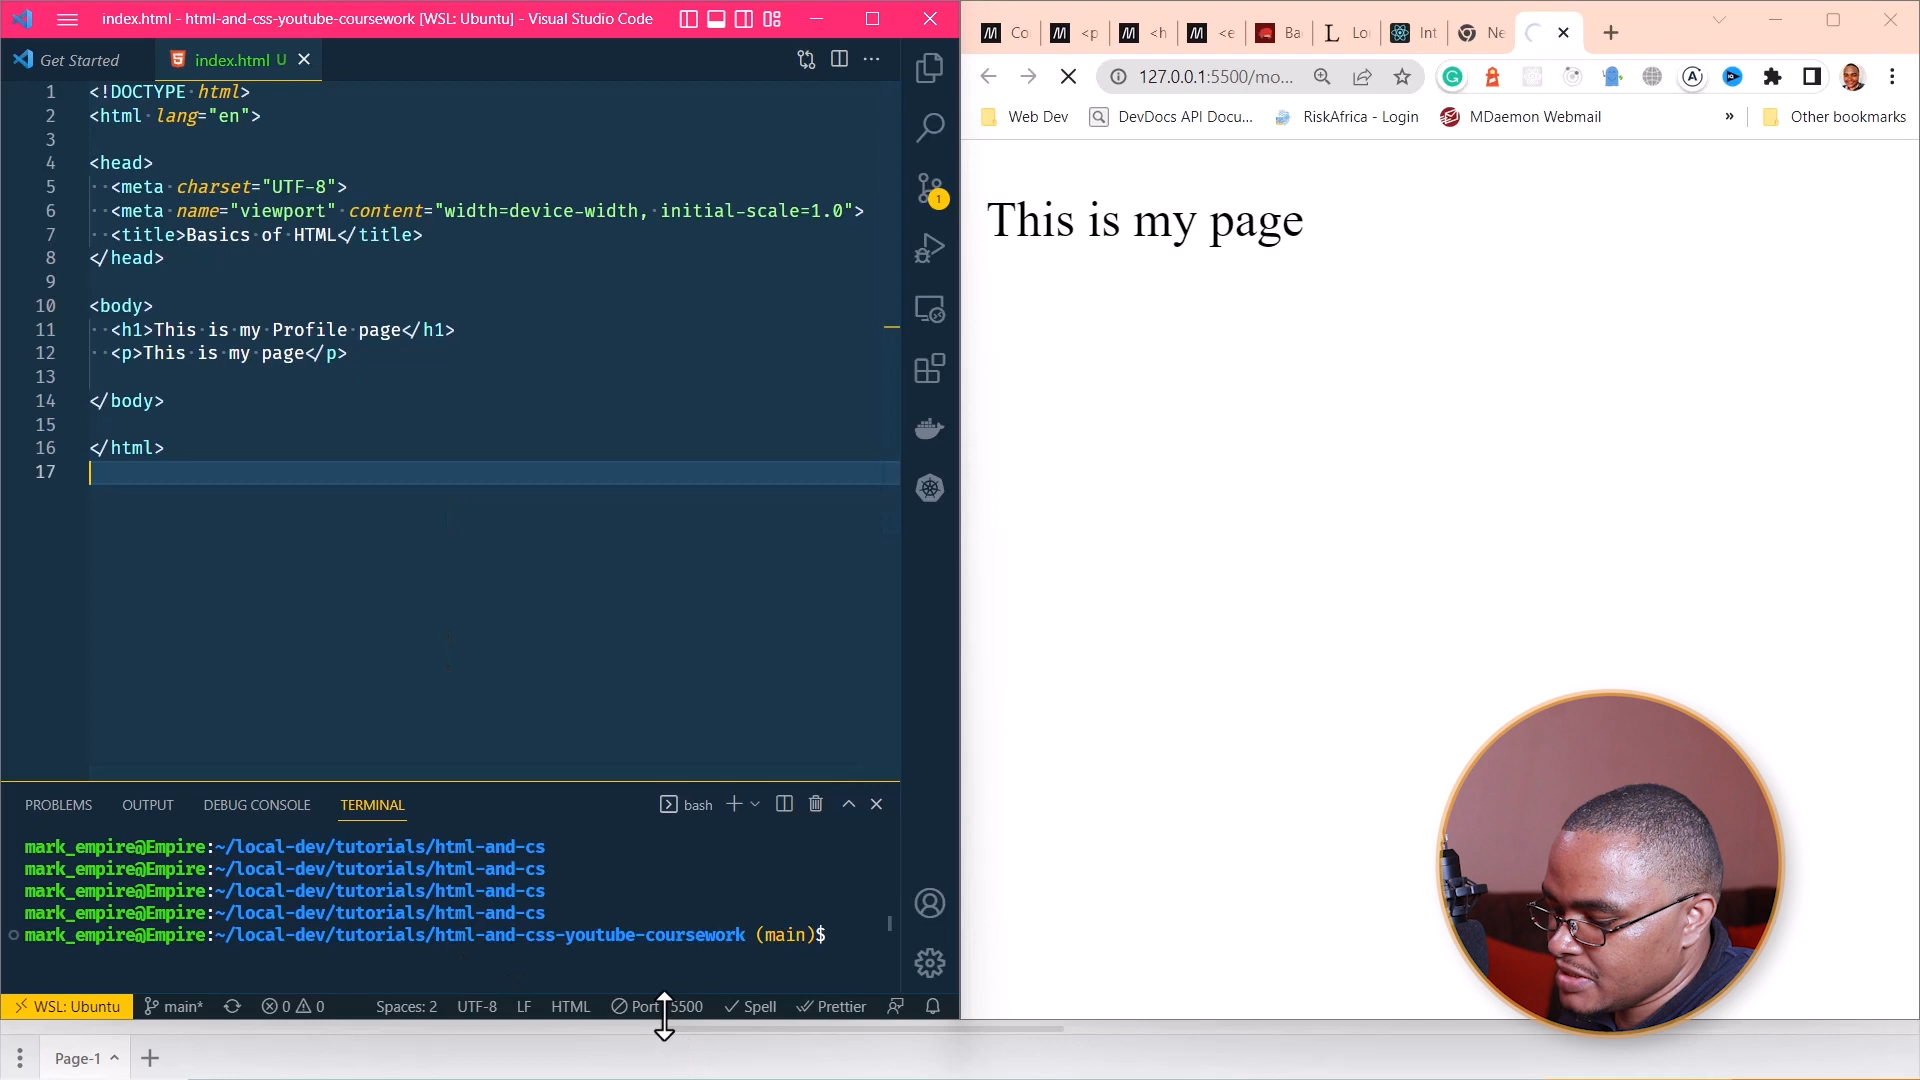 index.html - html-and-css-youtube-coursework [WSL: Ubuntu] - Visual Studio Code
Get Started
index.html U
1 <!DOCTYPE html>
2 <html lang="en">
3
4 <head>
5 <meta charset="UTF-8">
6 <meta name="viewport" content="width=device-width, initial-scale=1.0">
7 <title>Basics of HTML</title>
8 </head>
9
10 <body>
11 <h1>This is my Profile page</h1>
12 <p>This is my page</p>
13
14 </body>
15
16 </html>
17
PROBLEMS OUTPUT DEBUG CONSOLE TERMINAL bash
mark_empire@Empire:~/local-dev/tutorials/html-and-cs
mark_empire@Empire:~/local-dev/tutorials/html-and-cs
mark_empire@Empire:~/local-dev/tutorials/html-and-cs
mark_empire@Empire:~/local-dev/tutorials/html-and-cs
mark_empire@Empire:~/local-dev/tutorials/html-and-css-youtube-coursework (main)$
WSL: Ubuntu main* 0 0 Spaces: 2 UTF-8 LF HTML Port 5500 Spell Prettier
Page-1
1
Co <p <h <e Ba Lo Int Ne
127.0.0.1:5500/mo...
Web Dev DevDocs API Docu... RiskAfrica - Login MDaemon Webmail » Other bookmarks
This is my page